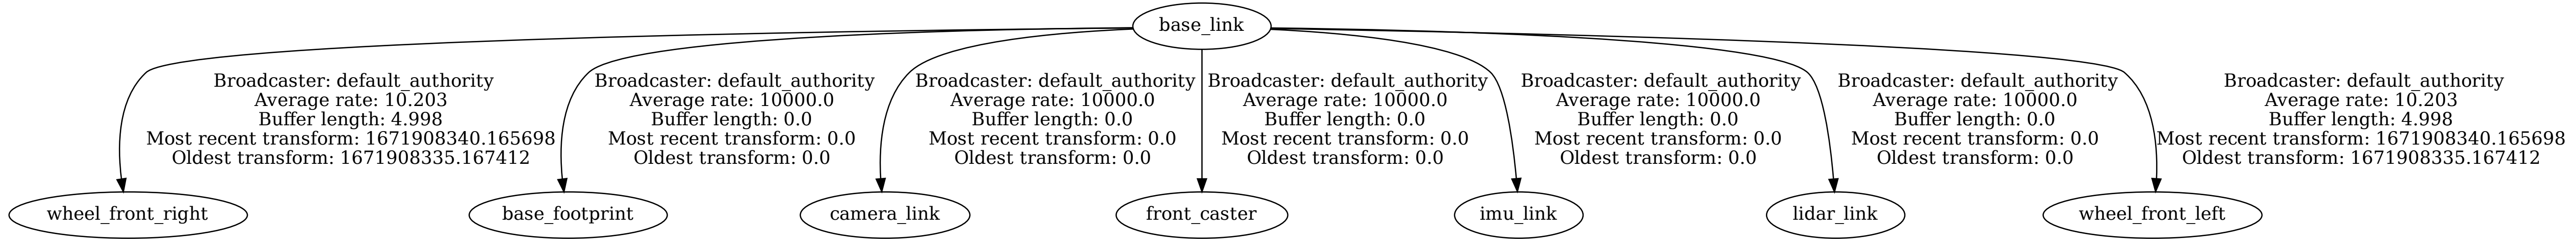 base_link
Broadcaster: default_authority
Average rate: 10.203
Buffer length: 4.998
Most recent transform: 1671908340.165698
Oldest transform: 1671908335.167412
Broadcaster: default_authority
Average rate: 10000.0
Buffer length: 0.0
Most recent transform: 0.0
Oldest transform: 0.0
Broadcaster: default_authority
Average rate: 10000.0
Buffer length: 0.0
Most recent transform: 0.0
Oldest transform: 0.0
Broadcaster: default_authority
Average rate: 10000.0
Buffer length: 0.0
Most recent transform: 0.0
Oldest transform: 0.0
Broadcaster: default_authority
Average rate: 10000.0
Buffer length: 0.0
Most recent transform: 0.0
Oldest transform: 0.0
Broadcaster: default_authority
Average rate: 10000.0
Buffer length: 0.0
Most recent transform: 0.0
Oldest transform: 0.0
Broadcaster: default_authority
Average rate: 10.203
Buffer length: 4.998
Most recent transform: 1671908340.165698
Oldest transform: 1671908335.167412
wheel_front_right
base_footprint
camera_link
front_caster
imu_link
lidar_link
wheel_front_left